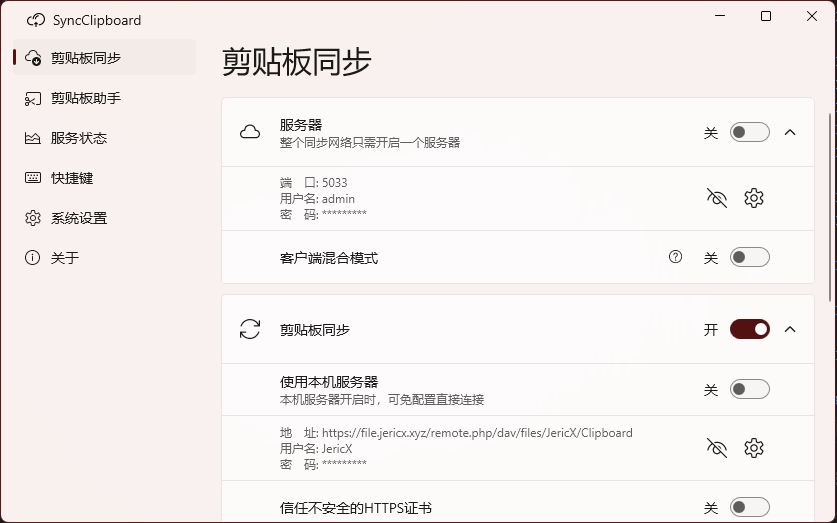 SyncClipboard
剪贴板同步
剪贴板助手
服务状态
快捷键
系统设置
关于
剪贴板同步
服务器
整个同步网络只需开启一个服务器
关
端 口: 5033
用户名: admin
密 码: *********
客户端混合模式
关
剪贴板同步
开
使用本机服务器
本机服务器开启时，可免配置直接连接
关
地 址: https://file.jericx.xyz/remote.php/dav/files/JericX/Clipboard
用户名: JericX
密 码: *********
信任不安全的HTTPS证书
关